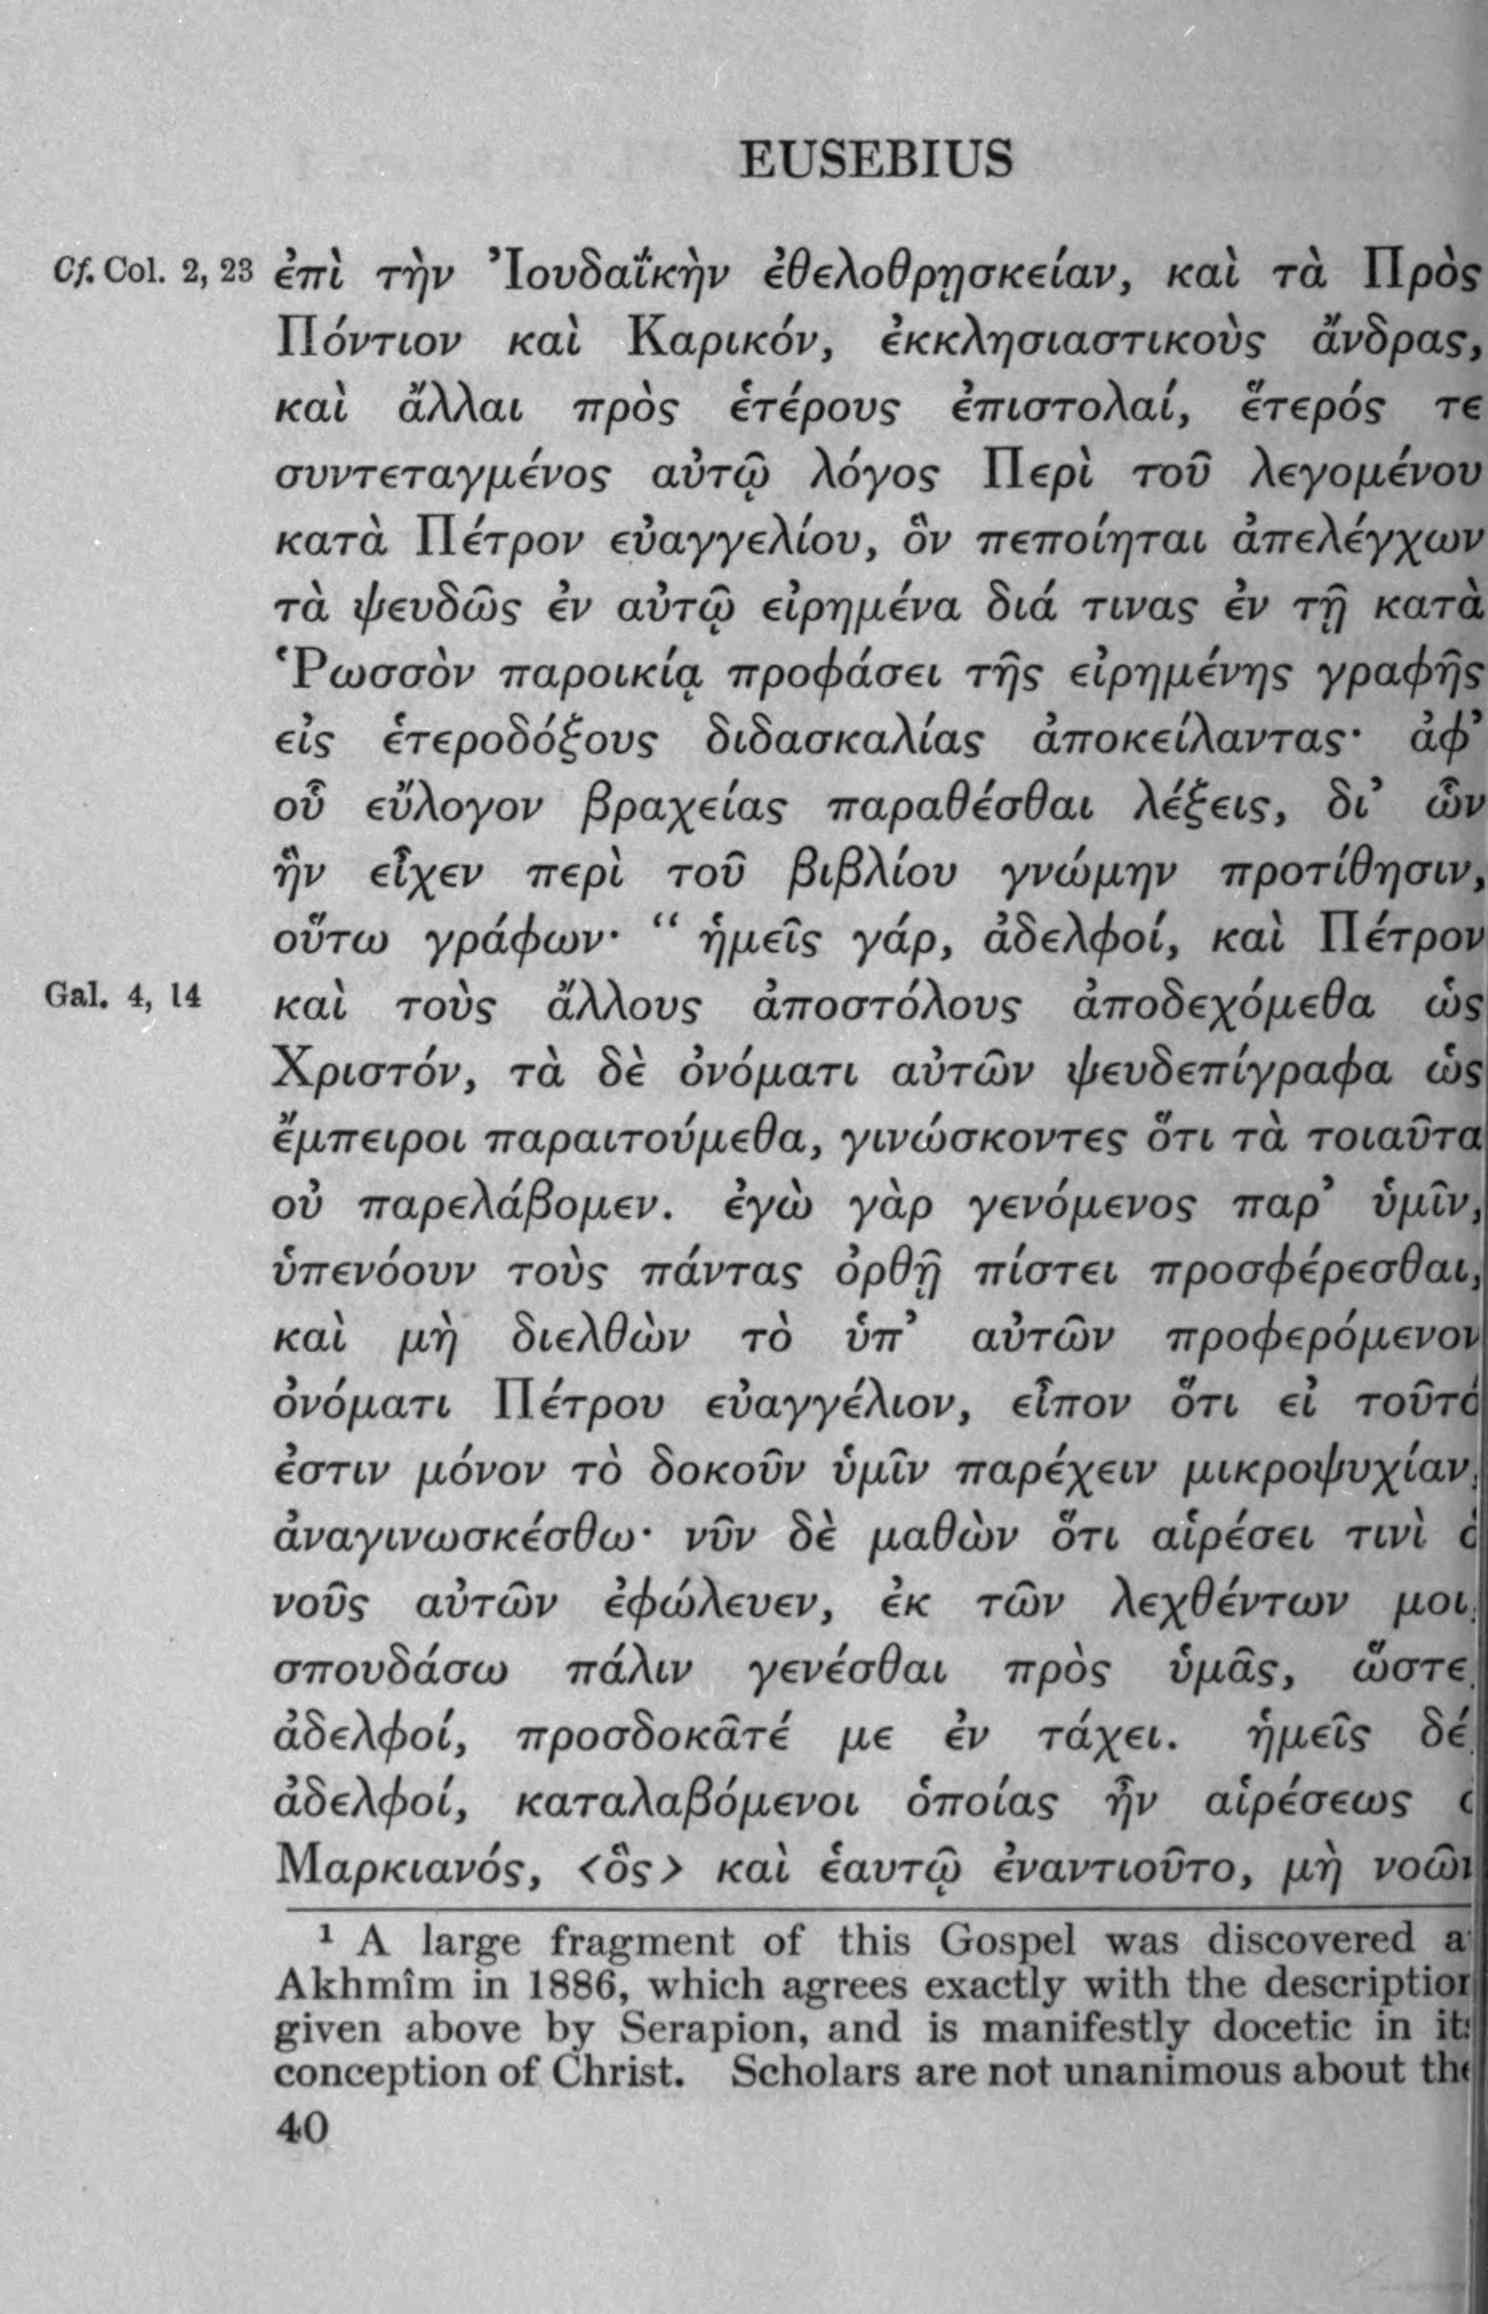 EUSEBIUS
Cf. Col. 2, 23 ἐπὶ τὴν Ἰουδαϊκὴν ἐθελοθρῃσκείαν, καὶ τὰ Πρὸς
Πόντιον καὶ Καρικόν, ἐκκλησιαστικοὺς ἄνδρας,
καὶ ἄλλαι πρὸς ἑτέρους ἐπιστολαί, ἕτερός τε
συντεταγμένος αὐτῷ λόγος Περὶ τοῦ λεγομένου
κατὰ Πέτρον εὐαγγελίου, ὃν πεποίηται ἀπελέγχων
τὰ ψευδῶς ἐν αὐτῷ εἰρημένα διά τινας ἐν τῇ κατὰ
Ῥωσσὸν παροικίᾳ προφάσει τῆς εἰρημένης γραφῆς
εἰς ἑτεροδόξους διδασκαλίας ἀποκείλαντας· ἀφ’
οὗ εὔλογον βραχείας παραθέσθαι λέξεις, δι’ ὧν
ἣν εἶχεν περὶ τοῦ βιβλίου γνώμην προτίθησιν,
οὕτω γράφων· “ ἡμεῖς γάρ, ἀδελφοί, καὶ Πέτρον
Gal. 4, 14 καὶ τοὺς ἄλλους ἀποστόλους ἀποδεχόμεθα ὡς
Χριστόν, τὰ δὲ ὀνόματι αὐτῶν ψευδεπίγραφα ὡς
ἔμπειροι παραιτούμεθα, γινώσκοντες ὅτι τὰ τοιαῦτα
οὐ παρελάβομεν. ἐγὼ γὰρ γενόμενος παρ’ ὑμῖν,
ὑπενόουν τοὺς πάντας ὀρθῇ πίστει προσφέρεσθαι,
καὶ μὴ διελθὼν τὸ ὑπ’ αὐτῶν προφερόμενον
ὀνόματι Πέτρου εὐαγγέλιον, εἶπον ὅτι εἰ τοῦτό
ἐστιν μόνον τὸ δοκοῦν ὑμῖν παρέχειν μικροψυχίαν,
ἀναγινωσκέσθω· νῦν δὲ μαθὼν ὅτι αἱρέσει τινὶ ὁ
νοῦς αὐτῶν ἐφώλευεν, ἐκ τῶν λεχθέντων μοι,
σπουδάσω πάλιν γενέσθαι πρὸς ὑμᾶς, ὥστε,
ἀδελφοί, προσδοκᾶτέ με ἐν τάχει. ἡμεῖς δέ,
ἀδελφοί, καταλαβόμενοι ὁποίας ἦν αἱρέσεως
Μαρκιανός, <ὃς> καὶ ἑαυτῷ ἐναντιοῦτο, μὴ
¹ A large fragment of this Gospel was discovered
Akhmîm in 1886, which agrees exactly with the description
given above by Serapion, and is manifestly docetic in its
conception of Christ. Scholars are not unanimous about the
40